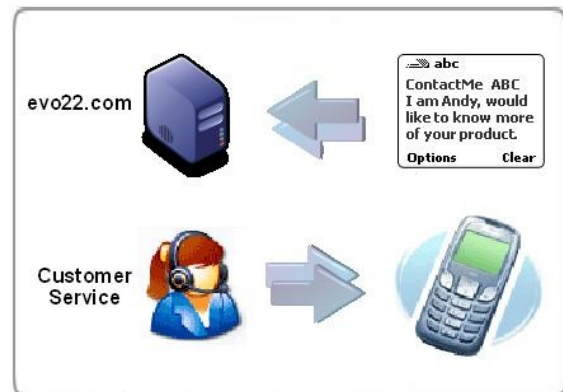 evo22.com
abc
ContactMe ABC
I am Andy, would
like to know more
of your product.
Options Clear
Customer
Service